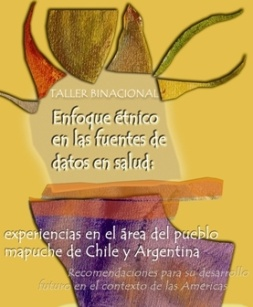 TALLER BINACIONAL
Enfoque étnico
en las fuentes de
datos en salud:
experiencias en el área del pueblo
mapuche de Chile y Argentina
Recomendaciones para su desarrollo
futuro en el contexto de las Américas